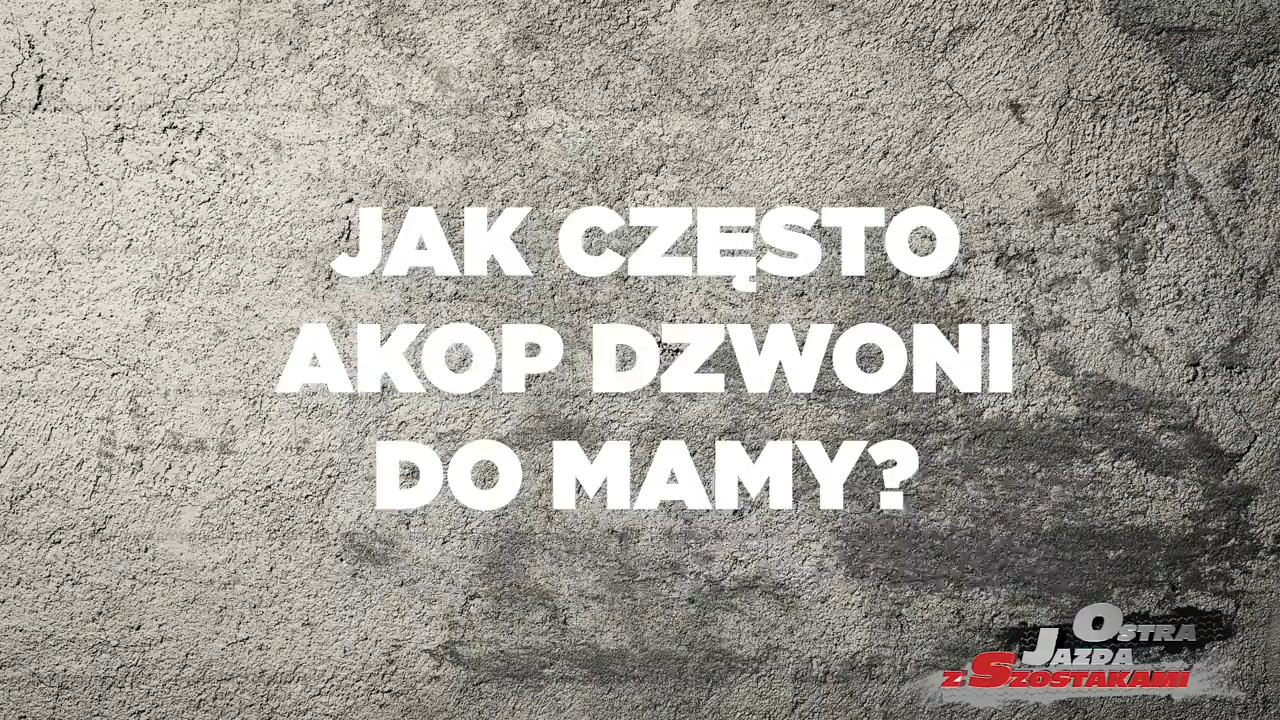 JAK CZĘSTO
AKOP DZWONI
DO MAMY?
OSTRA
JAZDA
Z SZOSTAKAMI